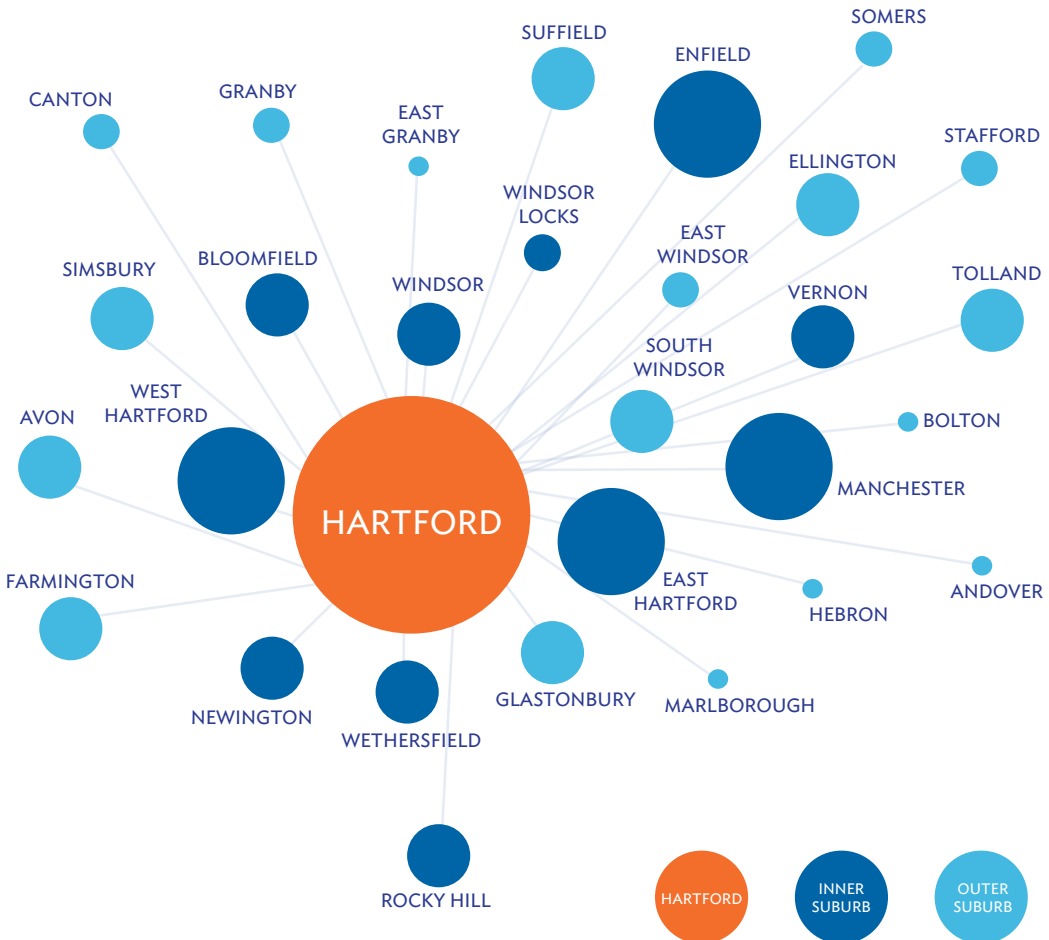 SOMERS
SUFFIELD
ENFIELD
GRANBY
CANTON
EAST
GRANBY
STAFFORD
ELLINGTON
WINDSOR
LOCKS
EAST
WINDSOR
BLOOMFIELD
SIMSBURY
TOLLAND
WINDSOR
VERNON
SOUTH
WINDSOR
WEST
HARTFORD
AVON
BOLTON
MANCHESTER
HARTFORD
FARMINGTON
EAST
HARTFORD
ANDOVER
HEBRON
GLASTONBURY
MARLBOROUGH
NEWINGTON
WETHERSFIELD
ROCKY HILL
HARTFORD
INNER
SUBURB
OUTER
SUBURB